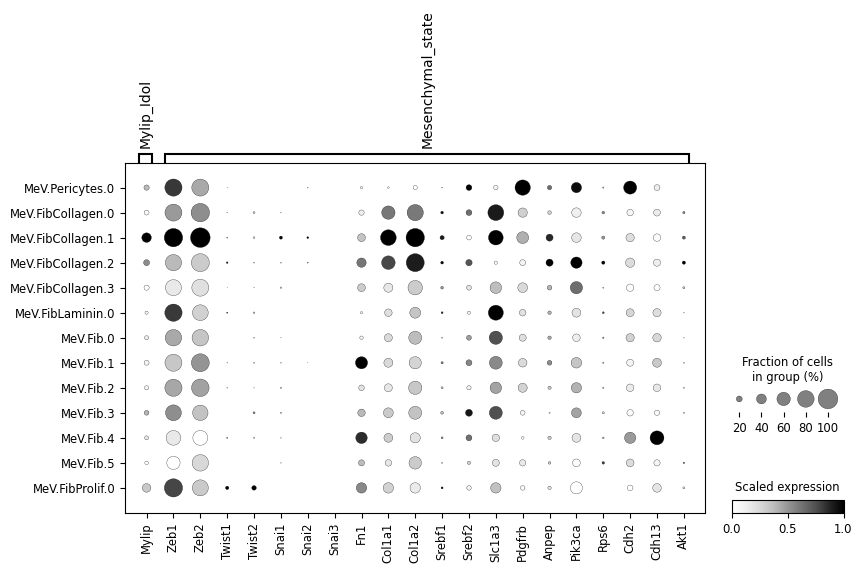 Mylip_Idol
Mesenchymal_state
MeV.Pericytes.0
MeV.FibCollagen.0
MeV.FibCollagen.1
MeV.FibCollagen.2
MeV.FibCollagen.3
MeV.FibLaminin.0
MeV.Fib.0
MeV.Fib.1
MeV.Fib.2
MeV.Fib.3
MeV.Fib.4
MeV.Fib.5
MeV.FibProlif.0
Mylip
Zeb1
Zeb2
Twist1
Twist2
Snai1
Snai2
Snai3
Fn1
Col1a1
Col1a2
Srebf1
Srebf2
Slc1a3
Pdgfrb
Anpep
Pik3ca
Rps6
Cdh2
Cdh13
Akt1
Fraction of cells
in group (%)
20 40 60 80 100
Scaled expression
0.0 0.5 1.0